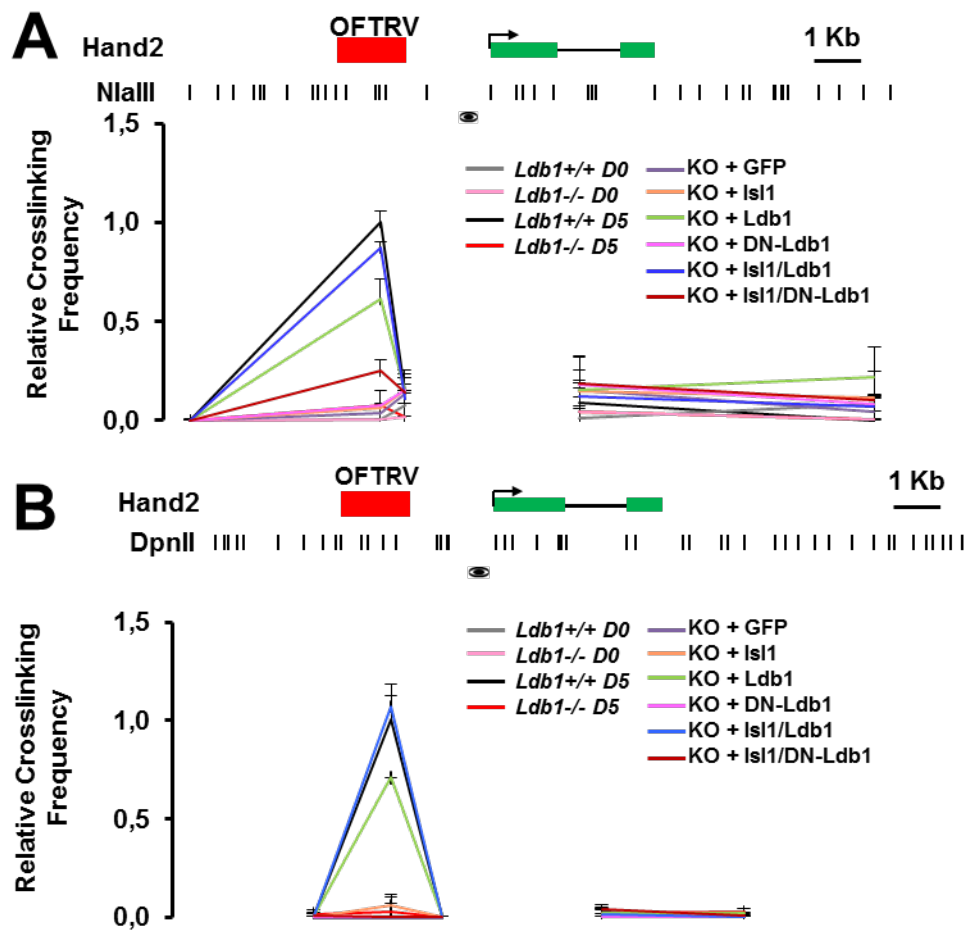 A
OFTRV
Hand2
1 Kb
NlaIII
1,5
1,0
0,5
0,0
Relative Crosslinking
Frequency
Ldb1+/+ D0
Ldb1-/- D0
Ldb1+/+ D5
Ldb1-/- D5
KO + GFP
KO + Isl1
KO + Ldb1
KO + DN-Ldb1
KO + Isl1/Ldb1
KO + Isl1/DN-Ldb1
B
OFTRV
Hand2
1 Kb
DpnII
1,5
1,0
0,5
0,0
Relative Crosslinking
Frequency
Ldb1+/+ D0
Ldb1-/- D0
Ldb1+/+ D5
Ldb1-/- D5
KO + GFP
KO + Isl1
KO + Ldb1
KO + DN-Ldb1
KO + Isl1/Ldb1
KO + Isl1/DN-Ldb1